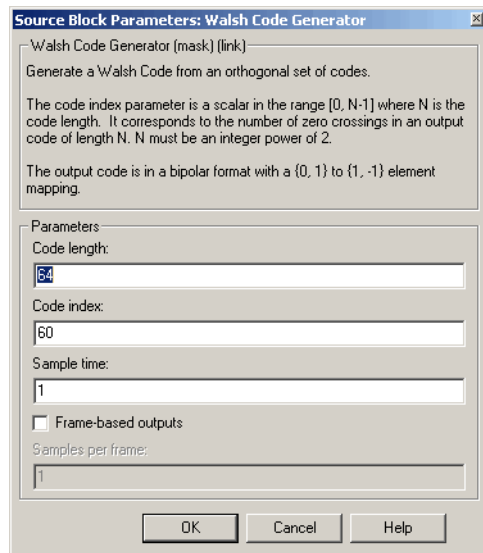 Source Block Parameters: Walsh Code Generator
Walsh Code Generator (mask) (link)
Generate a Walsh Code from an orthogonal set of codes.
The code index parameter is a scalar in the range [0, N-1] where N is the
code length.  It corresponds to the number of zero crossings in an output
code of length N. N must be an integer power of 2.
The output code is in a bipolar format with a {0, 1} to {1, -1} element
mapping.
Parameters
Code length:
64
Code index:
60
Sample time:
1
Frame-based outputs
Samples per frame:
1
OK Cancel Help